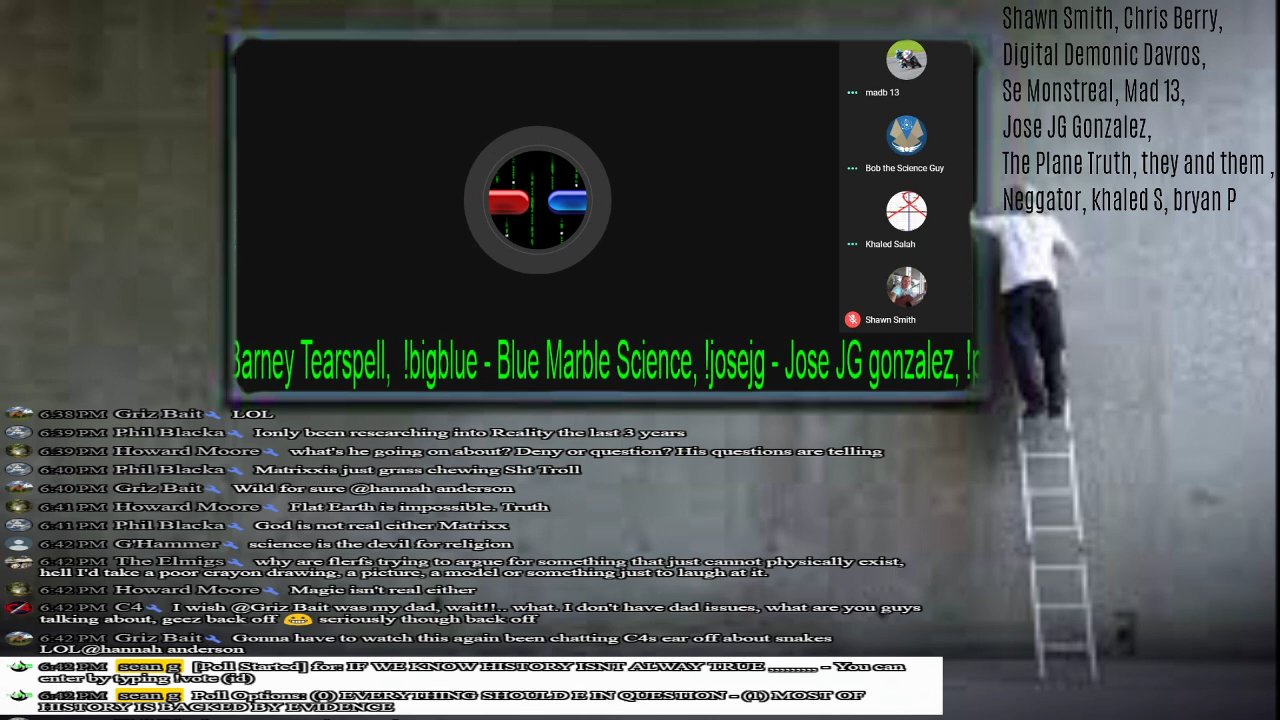 Shawn Smith, Chris Berry,
Digital Demonic Davros,
Se Monstreal, Mad 13,
Jose JG Gonzalez,
The Plane Truth, they and them ,
Neggator, khaled S, bryan P
madb 13
Bob the Science Guy
Khaled Salah
Shawn Smith
Barney Tearspell, !bigblue - Blue Marble Science, !josejg - Jose JG gonzalez,
6:38 PM Griz Bait LOL
6:39 PM Phil Blacka Ionly been researching into Reality the last 3 years
6:39 PM Howard Moore what's he going on about? Deny or question? His questions are telling
6:40 PM Phil Blacka Matrixxis just grass chewing Sht Troll
6:40 PM Griz Bait Wild for sure @hannah anderson
6:41 PM Howard Moore Flat Earth is impossible. Truth
6:41 PM Phil Blacka God is not real either Matrixx
6:42 PM G'Hammer science is the devil for religion
6:42 PM The Elmigs why are flerfs trying to argue for something that just cannot physically exist,
hell I'd take a poor crayon drawing, a picture, a model or something just to laugh at it.
6:42 PM Howard Moore Magic isn't real either
6:42 PM C4 I wish @Griz Bait was my dad, wait!!.. what. I don't have dad issues, what are you guys
talking about, geez back off 😬 seriously though back off
6:42 PM Griz Bait Gonna have to watch this again been chatting C4s ear off about snakes
LOL@hannah anderson
6:42 PM sean g [Poll Started] for: IF WE KNOW HISTORY ISNT ALWAY TRUE ......... - You can
enter by typing !vote (id)
6:42 PM sean g Poll Options: (0) EVERYTHING SHOULD E IN QUESTION - (1) MOST OF
HISTORY IS BACKED BY EVIDENCE